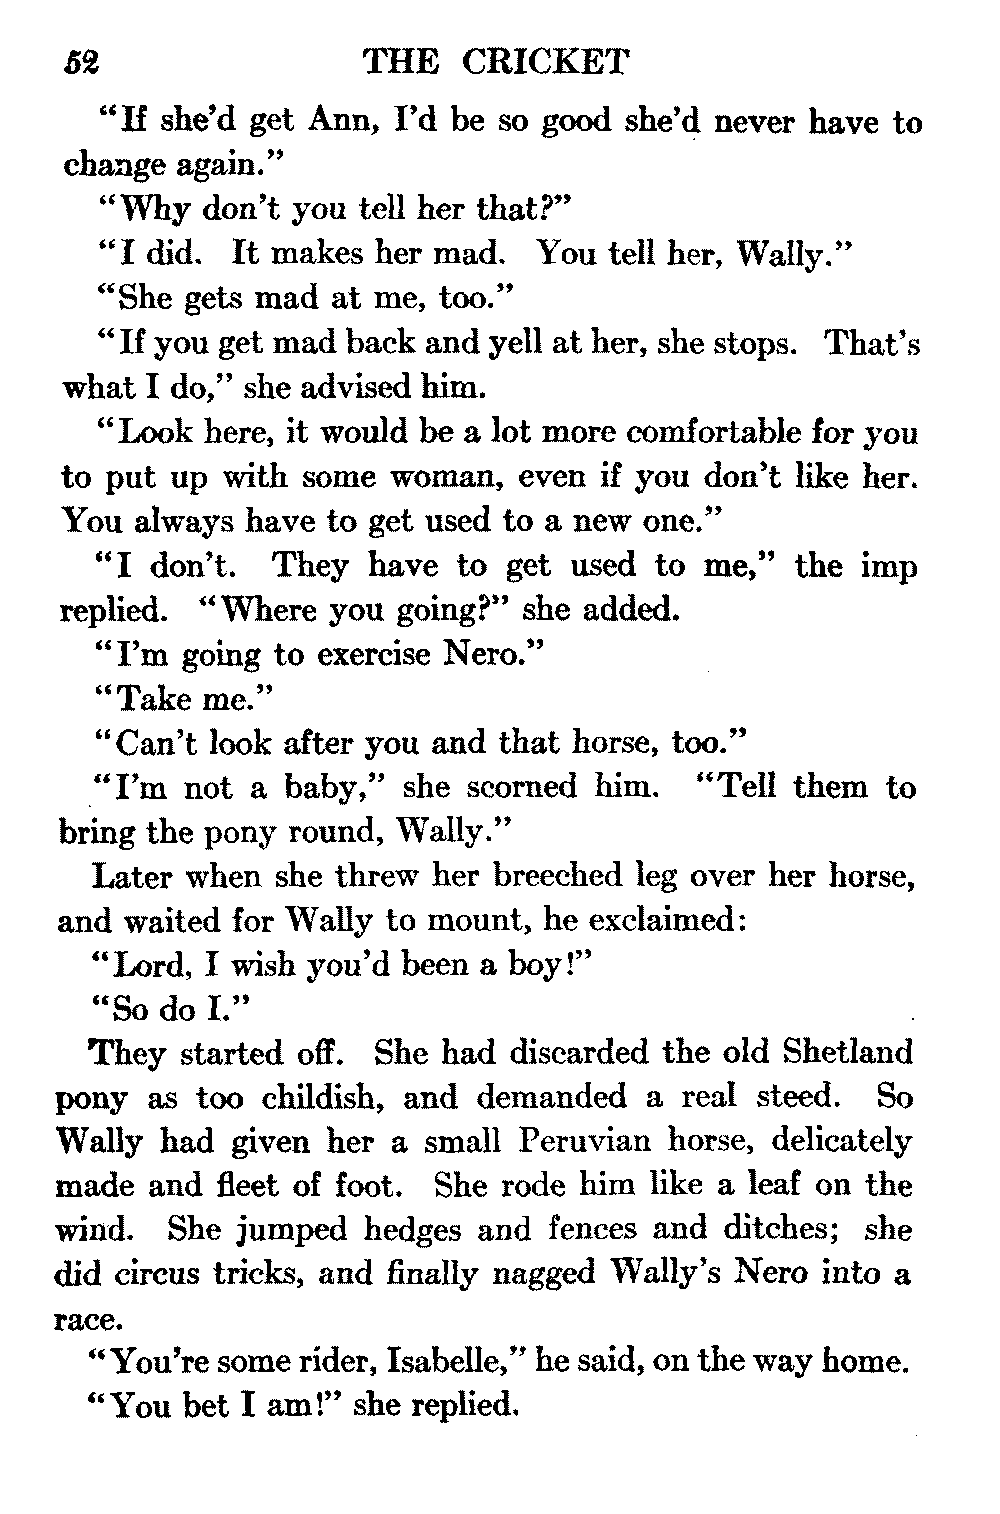 52 THE CRICKET
"If she'd get Ann, I'd be so good she'd never have to
change again."
"Why don't you tell her that?"
"I did. It makes her mad. You tell her, Wally."
"She gets mad at me, too."
"If you get mad back and yell at her, she stops. That's
what I do," she advised him.
"Look here, it would be a lot more comfortable for you
to put up with some woman, even if you don't like her.
You always have to get used to a new one."
"I don't. They have to get used to me," the imp
replied. "Where you going?" she added.
"I'm going to exercise Nero."
"Take me."
"Can't look after you and that horse, too."
"I'm not a baby," she scorned him. "Tell them to
bring the pony round, Wally."
Later when she threw her breeched leg over her horse,
and waited for Wally to mount, he exclaimed:
"Lord, I wish you'd been a boy!"
"So do I."
They started off. She had discarded the old Shetland
pony as too childish, and demanded a real steed. So
Wally had given her a small Peruvian horse, delicately
made and fleet of foot. She rode him like a leaf on the
wind. She jumped hedges and fences and ditches; she
did circus tricks, and finally nagged Wally's Nero into a
race.
"You're some rider, Isabelle," he said, on the way home.
"You bet I am!" she replied.